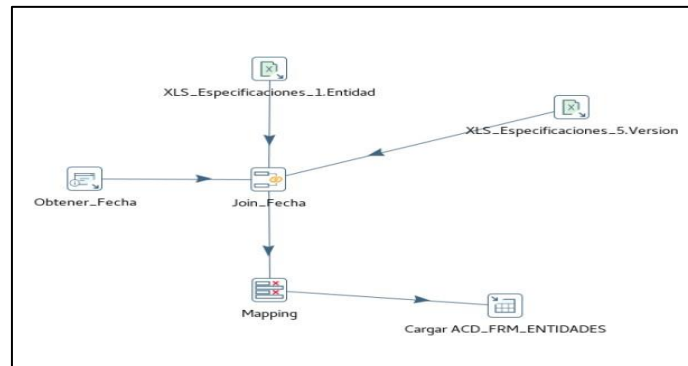 XLS_Especificaciones_1.Entidad
XLS_Especificaciones_5.Version
Obtener_Fecha
Join_Fecha
Mapping
Cargar ACD_FRM_ENTIDADES